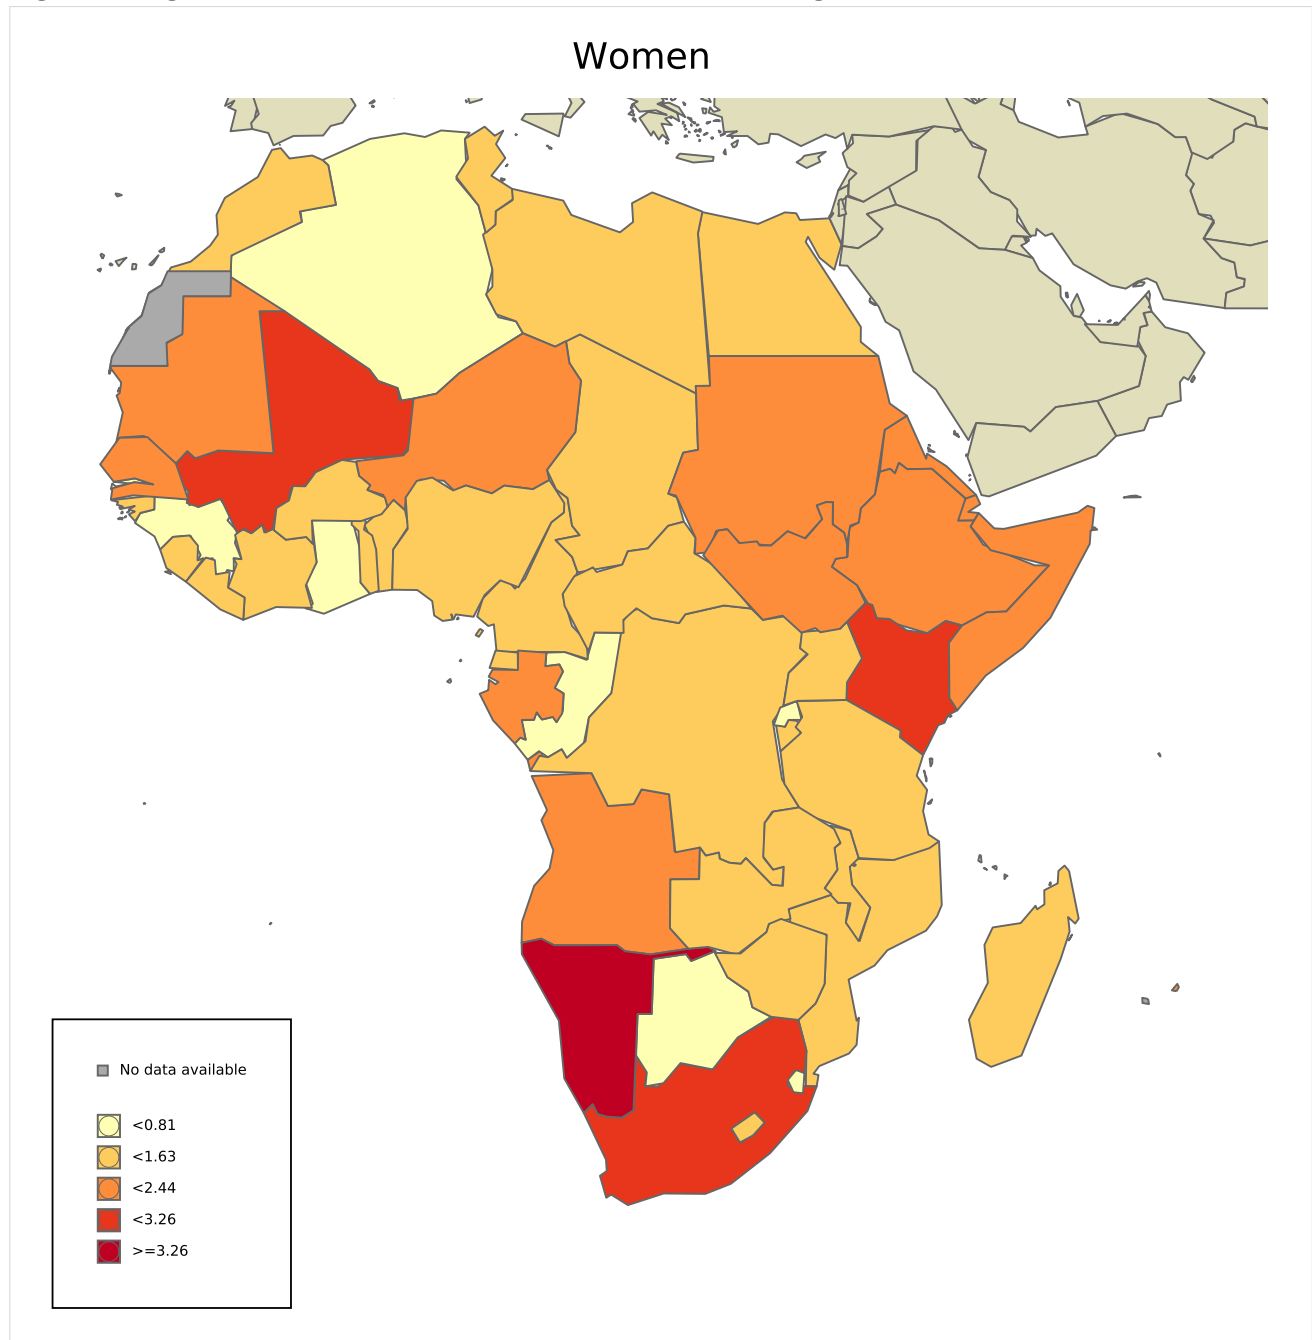 Women
No data available
<0.81
<1.63
<2.44
<3.26
>=3.26